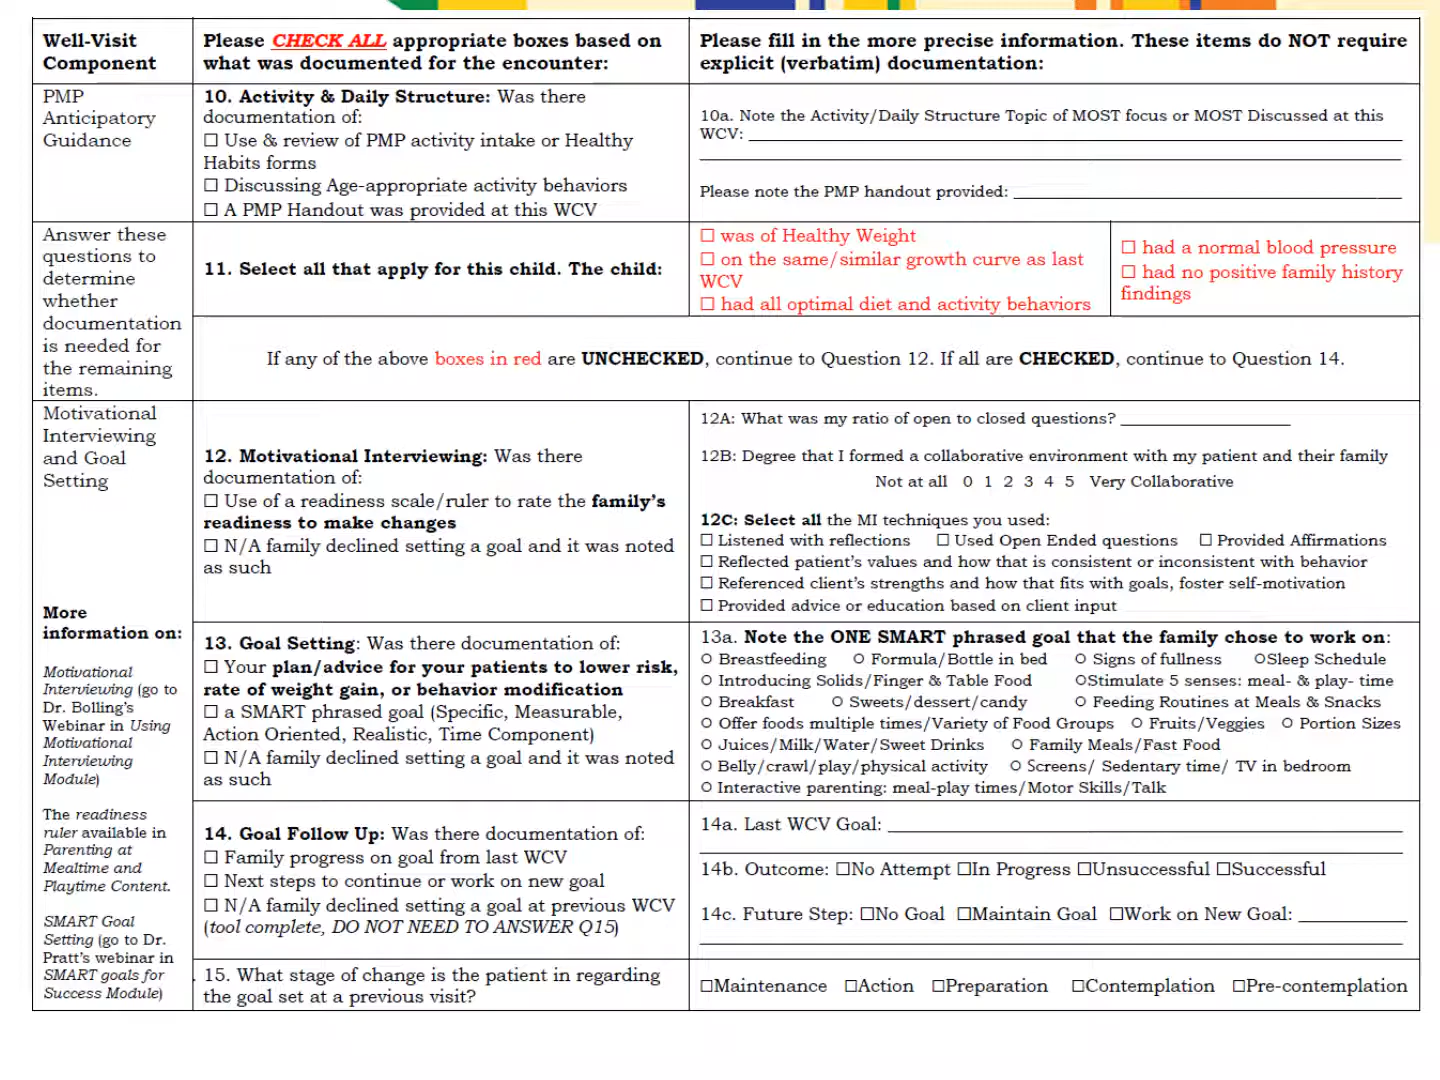 Well-Visit
Component
Please CHECK ALL appropriate boxes based on
what was documented for the encounter:
Please fill in the more precise information. These items do NOT require
explicit (verbatim) documentation:
PMP
Anticipatory
Guidance
10. Activity & Daily Structure: Was there
documentation of:
☐ Use & review of PMP activity intake or Healthy
Habits forms
☐ Discussing Age-appropriate activity behaviors
☐ A PMP Handout was provided at this WCV
10a. Note the Activity/Daily Structure Topic of MOST focus or MOST Discussed at this
WCV:
Please note the PMP handout provided:
Answer these
questions to
determine
whether
documentation
is needed for
the remaining
items.
11. Select all that apply for this child. The child:
☐ was of Healthy Weight
☐ on the same/similar growth curve as last
WCV
☐ had all optimal diet and activity behaviors
☐ had a normal blood pressure
☐ had no positive family history
findings
If any of the above boxes in red are UNCHECKED, continue to Question 12. If all are CHECKED, continue to Question 14.
Motivational
Interviewing
and Goal
Setting
More
information on:
Motivational
Interviewing (go to
Dr. Bolling's
Webinar in Using
Motivational
Interviewing
Module)
The readiness
ruler available in
Parenting at
Mealtime and
Playtime Content.
SMART Goal
Setting (go to Dr.
Pratt's webinar in
SMART goals for
Success Module)
12. Motivational Interviewing: Was there
documentation of:
☐ Use of a readiness scale/ruler to rate the family's
readiness to make changes
☐ N/A family declined setting a goal and it was noted
as such
12A: What was my ratio of open to closed questions?
12B: Degree that I formed a collaborative environment with my patient and their family
Not at all 0 1 2 3 4 5 Very Collaborative
12C: Select all the MI techniques you used:
☐ Listened with reflections ☐ Used Open Ended questions ☐ Provided Affirmations
☐ Reflected patient's values and how that is consistent or inconsistent with behavior
☐ Referenced client's strengths and how that fits with goals, foster self-motivation
☐ Provided advice or education based on client input
13. Goal Setting: Was there documentation of:
☐ Your plan/advice for your patients to lower risk,
rate of weight gain, or behavior modification
☐ a SMART phrased goal (Specific, Measurable,
Action Oriented, Realistic, Time Component)
☐ N/A family declined setting a goal and it was noted
as such
13a. Note the ONE SMART phrased goal that the family chose to work on:
○ Breastfeeding ○ Formula/Bottle in bed ○ Signs of fullness ○Sleep Schedule
○ Introducing Solids/Finger & Table Food ○Stimulate 5 senses: meal- & play- time
○ Breakfast ○ Sweets/dessert/candy ○ Feeding Routines at Meals & Snacks
○ Offer foods multiple times/Variety of Food Groups ○ Fruits/Veggies ○ Portion Sizes
○ Juices/Milk/Water/Sweet Drinks ○ Family Meals/Fast Food
○ Belly/crawl/play/physical activity ○ Screens/ Sedentary time/ TV in bedroom
○ Interactive parenting: meal-play times/Motor Skills/Talk
14. Goal Follow Up: Was there documentation of:
☐ Family progress on goal from last WCV
☐ Next steps to continue or work on new goal
☐ N/A family declined setting a goal at previous WCV
(tool complete, DO NOT NEED TO ANSWER Q15)
14a. Last WCV Goal:
14b. Outcome: ☐No Attempt ☐In Progress ☐Unsuccessful ☐Successful
14c. Future Step: ☐No Goal ☐Maintain Goal ☐Work on New Goal:
15. What stage of change is the patient in regarding
the goal set at a previous visit?
☐Maintenance ☐Action ☐Preparation ☐Contemplation ☐Pre-contemplation